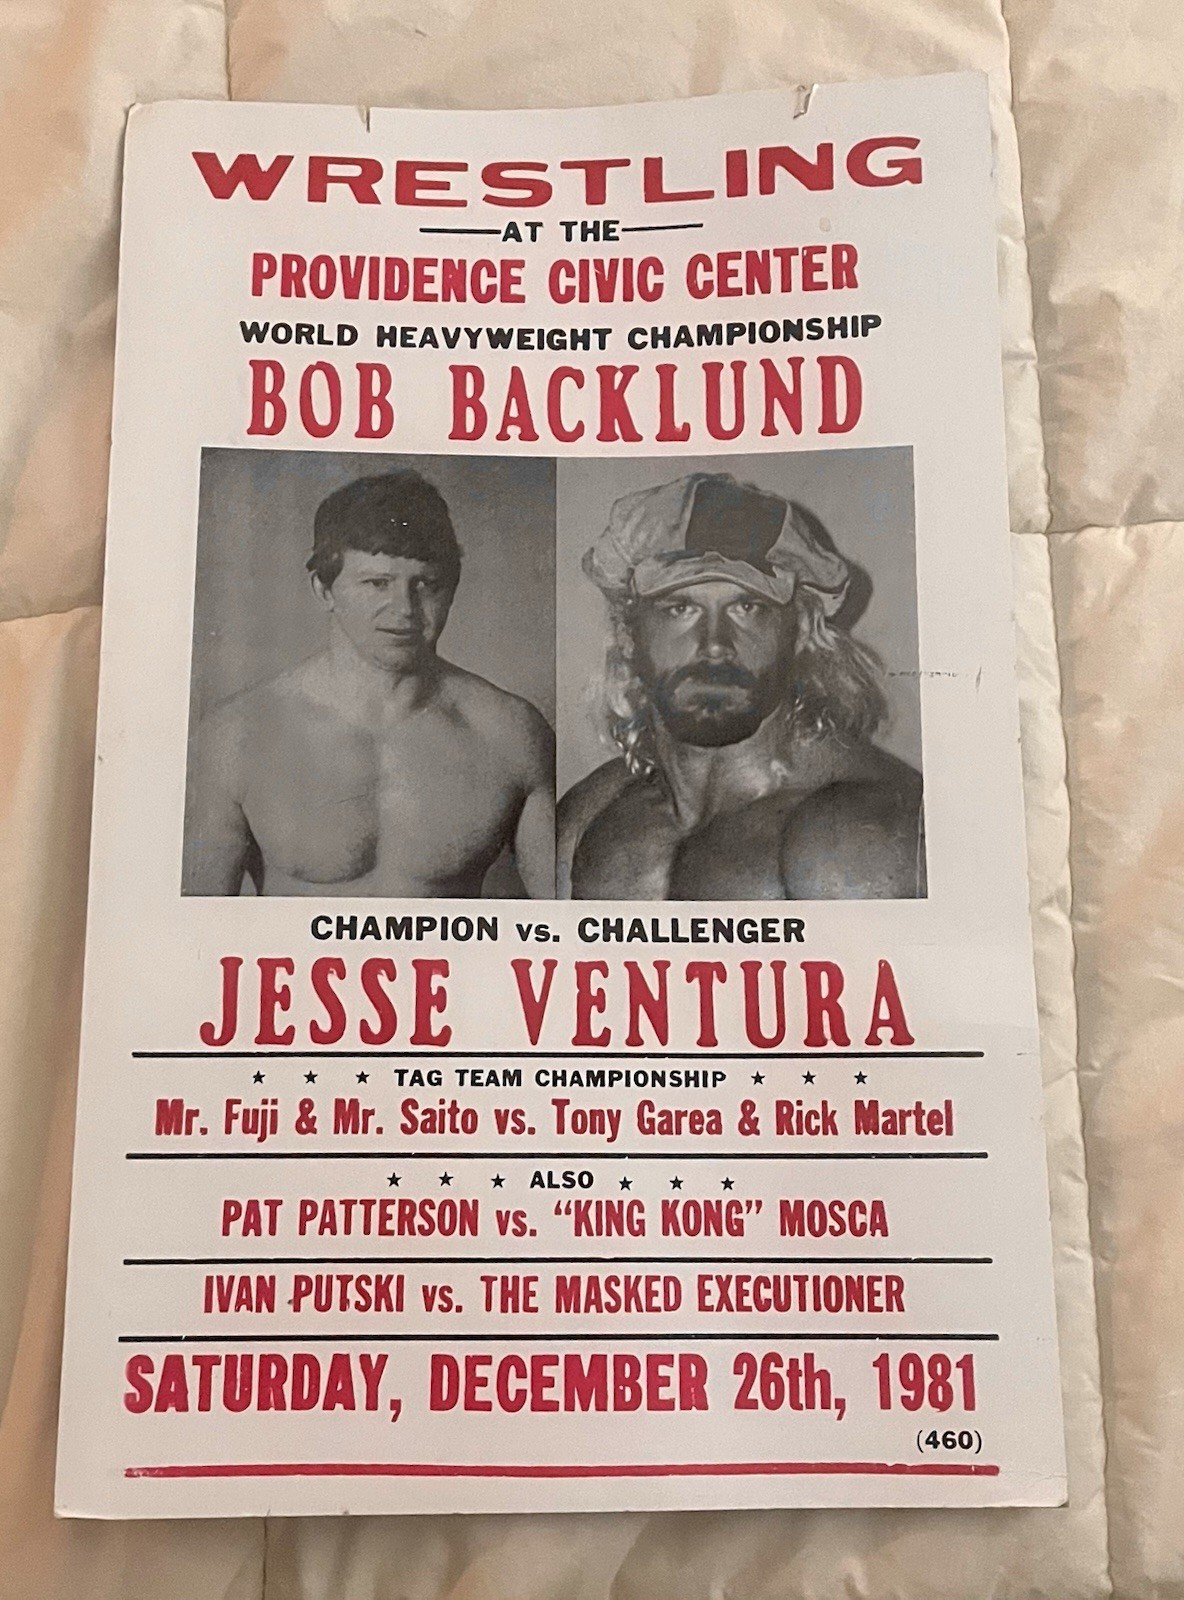 WRESTLING
AT THE
PROVIDENCE CIVIC CENTER
WORLD HEAVYWEIGHT CHAMPIONSHIP
BOB BACKLUND
CHAMPION vs. CHALLENGER
JESSE VENTURA
★ ★ ★ TAG TEAM CHAMPIONSHIP ★ ★ ★
Mr. Fuji & Mr. Saito vs. Tony Garea & Rick Martel
★ ★ ★ ALSO ★ ★ ★
PAT PATTERSON vs. “KING KONG” MOSCA
IVAN PUTSKI vs. THE MASKED EXECUTIONER
SATURDAY, DECEMBER 26th, 1981
(460)